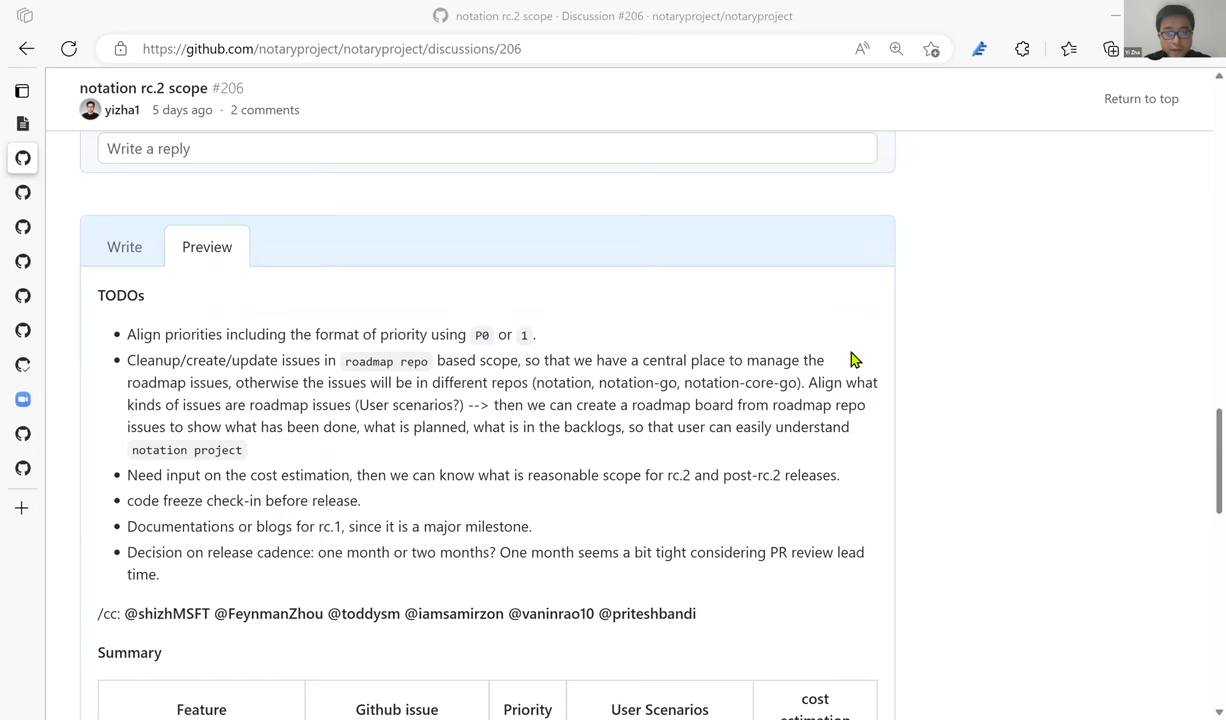 notation rc.2 scope · Discussion #206 · notaryproject/notaryproject
https://github.com/notaryproject/notaryproject/discussions/206
Yi Zha
notation rc.2 scope #206
yizha1 5 days ago · 2 comments
Return to top
Write a reply
Write Preview
TODOs
• Align priorities including the format of priority using P0 or 1.
• Cleanup/create/update issues in roadmap repo based scope, so that we have a central place to manage the
roadmap issues, otherwise the issues will be in different repos (notation, notation-go, notation-core-go). Align what
kinds of issues are roadmap issues (User scenarios?) --> then we can create a roadmap board from roadmap repo
issues to show what has been done, what is planned, what is in the backlogs, so that user can easily understand
notation project
• Need input on the cost estimation, then we can know what is reasonable scope for rc.2 and post-rc.2 releases.
• code freeze check-in before release.
• Documentations or blogs for rc.1, since it is a major milestone.
• Decision on release cadence: one month or two months? One month seems a bit tight considering PR review lead
time.
/cc: @shizhMSFT @FeynmanZhou @toddysm @iamsamirzon @vaninrao10 @priteshbandi
Summary
Feature Github issue Priority User Scenarios cost
estimation